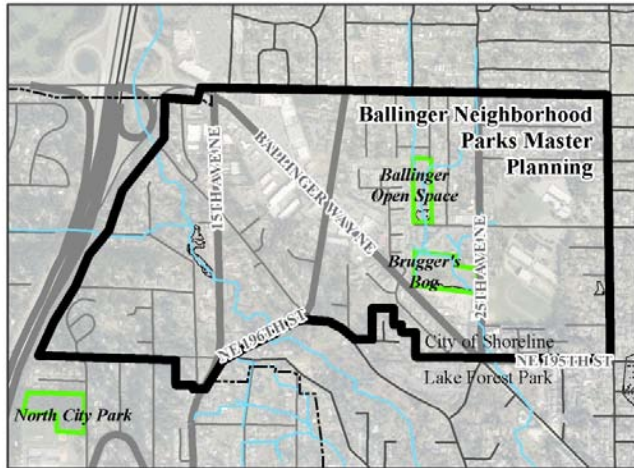 Ballinger Neighborhood
Parks Master
Planning
15TH AVE NE
BALLINGER WAY NE
Ballinger
Open Space
25TH AVE NE
Brugger's
Bog
NE 196TH ST
City of Shoreline
NE 195TH ST
Lake Forest Park
North City Park